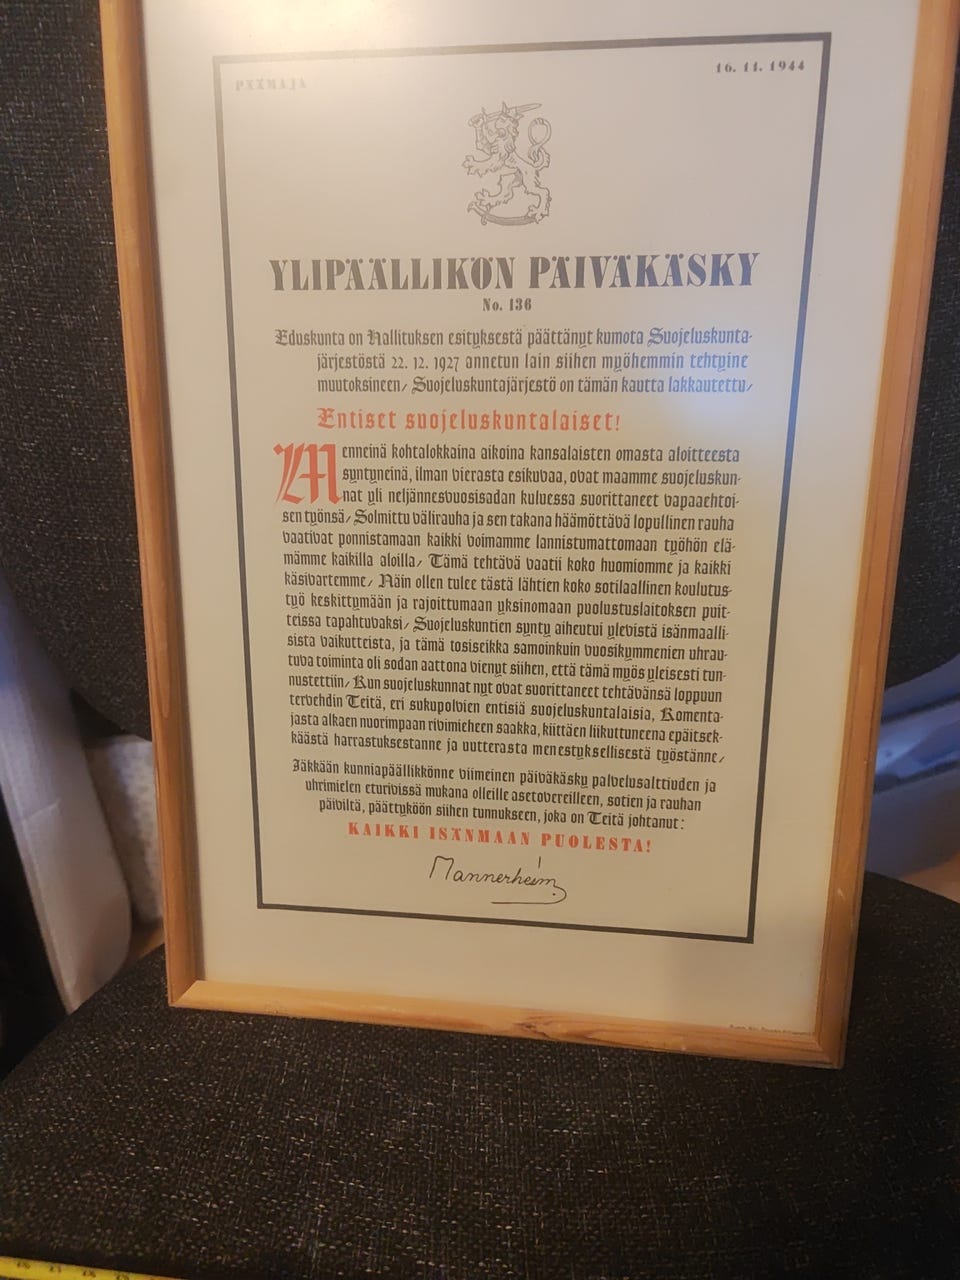 PÄÄMAJA
16. 11. 1944
YLIPÄÄLLIKÖN PÄIVÄKÄSKY
No. 136
Eduskunta on Hallituksen esityksestä päättänyt kumota Suojeluskunta-
järjestöstä 22. 12. 1927 annetun lain siihen myöhemmin tehtyine
muutoksineen/ Suojeluskuntajärjestö on tämän kautta lakkautettu/
Entiset suojeluskuntalaiset!
Menneinä kohtalokkaina aikoina kansalaisten omasta aloitteesta
syntyneinä, ilman vierasta esikuvaa, ovat maamme suojeluskun-
nat yli neljännesvuosisadan kuluessa suorittaneet vapaaehtoi-
sen työnsä/ Solmittu välirauha ja sen takana häämöttävä lopullinen rauha
vaativat ponnistamaan kaikki voimamme lannistumattomaan työhön elä-
mämme kaikilla aloilla/ Tämä tehtävä vaatii koko huomiomme ja kaikki
käsivartemme/ Näin ollen tulee tästä lähtien koko sotilaallinen koulutus-
työ keskittymään ja rajoittumaan yksinomaan puolustuslaitoksen puit-
teissa tapahtuvaksi/ Suojeluskuntien synty aiheutui ylevistä isänmaalli-
sista vaikutteista, ja tämä tosiseikka samoinkuin vuosikymmenien uhrau-
tuva toiminta oli sodan aattona vienyt siihen, että tämä myös yleisesti tun-
nustettiin/ Kun suojeluskunnat nyt ovat suorittaneet tehtävänsä loppuun
tervehdin Teitä, eri sukupolvien entisiä suojeluskuntalaisia, Komenta-
jasta alkaen nuorimpaan rivimieheen saakka, kiittäen liikuttuneena epäitsek-
käästä harrastuksestanne ja uutterasta menestyksellisestä työstänne/
Jääkään kunniapäällikkönne viimeinen päiväkäsky palvelusalttiuden ja
uhrimielen eturivissä mukana olleille asetovereilleen, sotien ja rauhan
päiviltä, päättyköön siihen tunnukseen, joka on Teitä johtanut:
KAIKKI ISÄNMAAN PUOLESTA!
Mannerheim